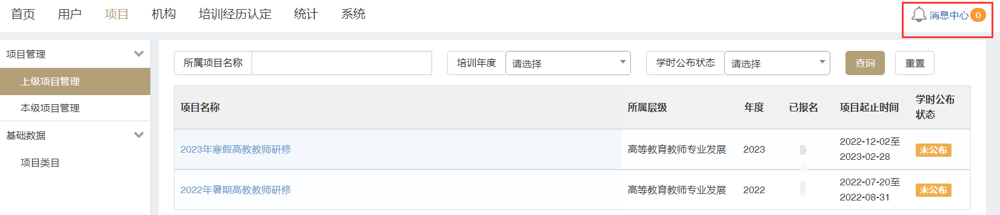 首页 用户 项目 机构 培训经历认定 统计 系统 消息中心 0
项目管理
上级项目管理
本级项目管理
基础数据
项目类目
所属项目名称 培训年度 请选择 学时公布状态 请选择 查询 重置
项目名称 所属层级 年度 已报名 项目起止时间 学时公布
状态
2023年寒假高教教师研修 高等教育教师专业发展 2023 2022-12-02至
2023-02-28 未公布
2022年暑期高教教师研修 高等教育教师专业发展 2022 2022-07-20至
2022-08-31 未公布